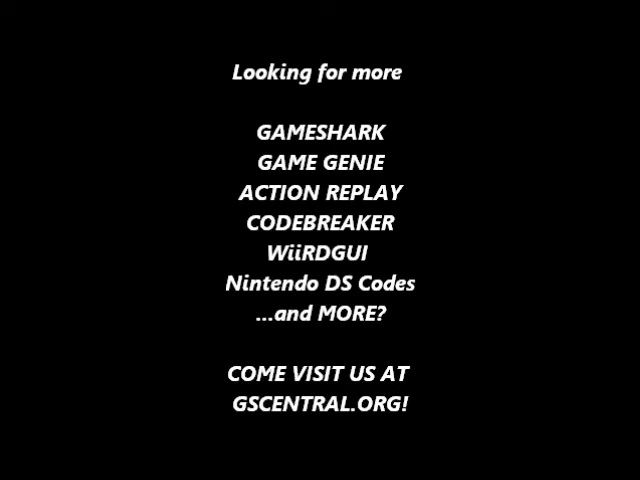 Looking for more
GAMESHARK
GAME GENIE
ACTION REPLAY
CODEBREAKER
WiiRDGUI
Nintendo DS Codes
...and MORE?
COME VISIT US AT
GSCENTRAL.ORG!